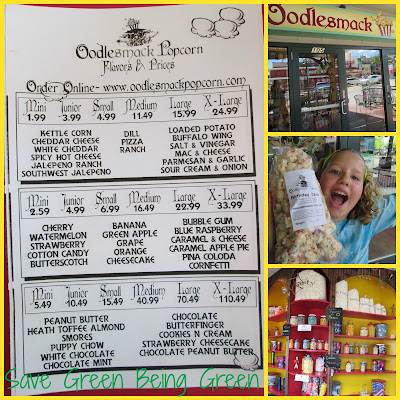 Oodlesmack Popcorn
Flavors & Prices
Order Online- www.oodlesmackpopcorn.com
Mini Junior Small Medium Large X-Large
1.99 3.99 4.99 11.49 15.99 24.99
KETTLE CORN
CHEDDAR CHEESE
WHITE CHEDDAR
SPICY HOT CHEESE
JALAPENO
SOUTHWEST JALAPENO
DILL
PIZZA
RANCH
LOADED POTATO
BUFFALO WING
SALT & VINEGAR
MAC & CHEESE
PARMESAN & GARLIC
SOUR CREAM & ONION
Mini Junior Small Medium Large X-Large
2.59 4.99 6.99 16.49 22.99 33.99
CHERRY
WATERMELON
STRAWBERRY
COTTON CANDY
BUTTERSCOTCH
BANANA
GREEN APPLE
GRAPE
ORANGE
CHEESECAKE
BUBBLE GUM
BLUE RASPBERRY
CARAMEL & CHEESE
CARAMEL APPLE PIE
PINA COLODA
CORNFETTI
Mini Junior Small Medium Large X-Large
5.49 10.49 15.49 40.99 70.49 110.49
PEANUT BUTTER
HEATH TOFFEE ALMOND
SMORES
PUPPY CHOW
WHITE CHOCOLATE
CHOCOLATE MINT
CHOCOLATE
BUTTERFINGER
COOKIES N CREAM
STRAWBERRY CHEESECAKE
CHOCOLATE PEANUT BUTTER
Save Green Being Green
Oodlesmack
105